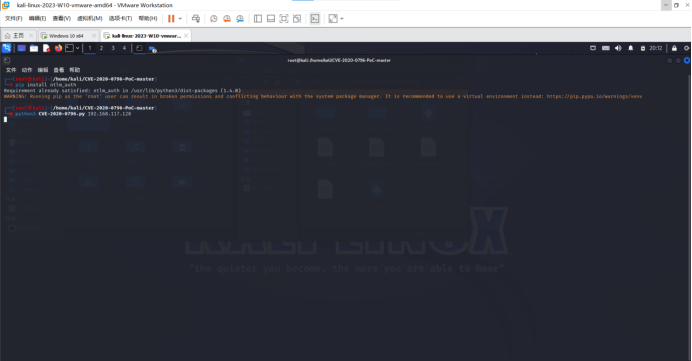 kali-linux-2023-W10-vmware-amd64 - VMware Workstation
文件(F) 编辑(E) 查看(V) 虚拟机(M) 选项卡(T) 帮助(H)
主页 Windows 10 x64 kali-linux-2023-W10-vmwar...
1 2 3 4 20:12
root@kali: /home/kali/CVE-2020-0796-PoC-master
文件 动作 编辑 查看 帮助
(root㉿kali)-[/home/kali/CVE-2020-0796-PoC-master]
# pip install ntlm_auth
Requirement already satisfied: ntlm_auth in /usr/lib/python3/dist-packages (1.4.0)
WARNING: Running pip as the 'root' user can result in broken permissions and conflicting behaviour with the system package manager. It is recommended to use a virtual environment instead: https://pip.pypa.io/warnings/venv
(root㉿kali)-[/home/kali/CVE-2020-0796-PoC-master]
# python3 CVE-2020-0796.py 192.168.117.128
KALI LINUX
"the quieter you become, the more you are able to hear"